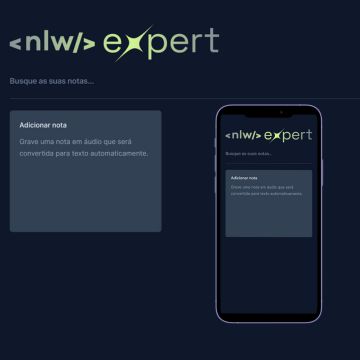 <nlw/> expert
Busque as suas notas...
Adicionar nota
Grave uma nota em áudio que será
convertida para texto automaticamente.
<nlw/> expert
Busque as suas notas...
Adicionar nota
Grave uma nota em áudio que será
convertida para texto automaticamente.